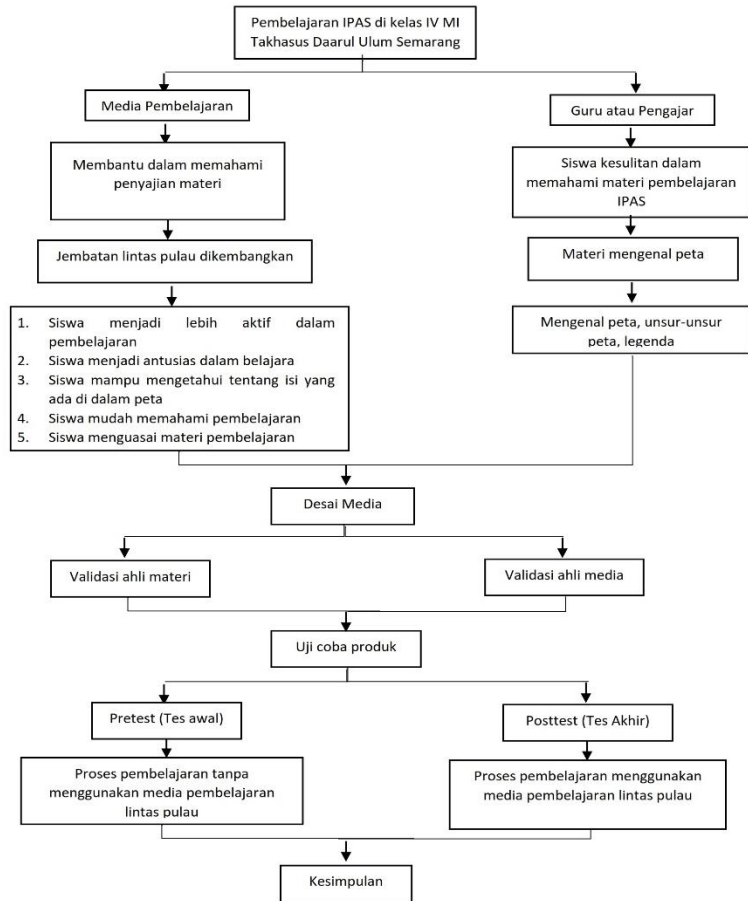 Pembelajaran IPAS di kelas IV MI
Takhasus Daarul Ulum Semarang
Media Pembelajaran
Guru atau Pengajar
Membantu dalam memahami
penyajian materi
Siswa kesulitan dalam
memahami materi pembelajaran
IPAS
Jembatan lintas pulau dikembangkan
Materi mengenal peta
1. Siswa menjadi lebih aktif dalam
pembelajaran
2. Siswa menjadi antusias dalam belajara
3. Siswa mampu mengetahui tentang isi yang
ada di dalam peta
4. Siswa mudah memahami pembelajaran
5. Siswa menguasai materi pembelajaran
Mengenal peta, unsur-unsur
peta, legenda
Desai Media
Validasi ahli materi
Validasi ahli media
Uji coba produk
Pretest (Tes awal)
Posttest (Tes Akhir)
Proses pembelajaran tanpa
menggunakan media pembelajaran
lintas pulau
Proses pembelajaran menggunakan
media pembelajaran lintas pulau
Kesimpulan